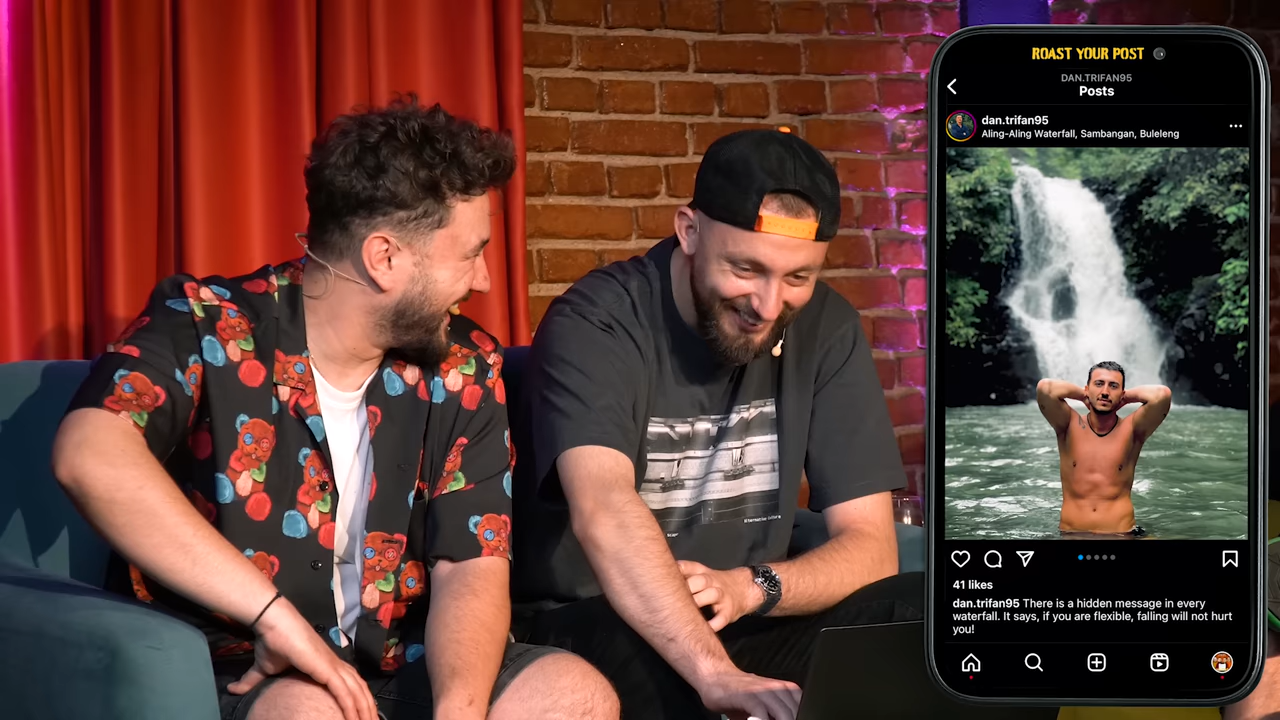 ROAST YOUR POST
DAN.TRIFAN95
Posts
dan.trifan95
Aling-Aling Waterfall, Sambangan, Buleleng
41 likes
dan.trifan95 There is a hidden message in every
waterfall. It says, if you are flexible, falling will not hurt
you!